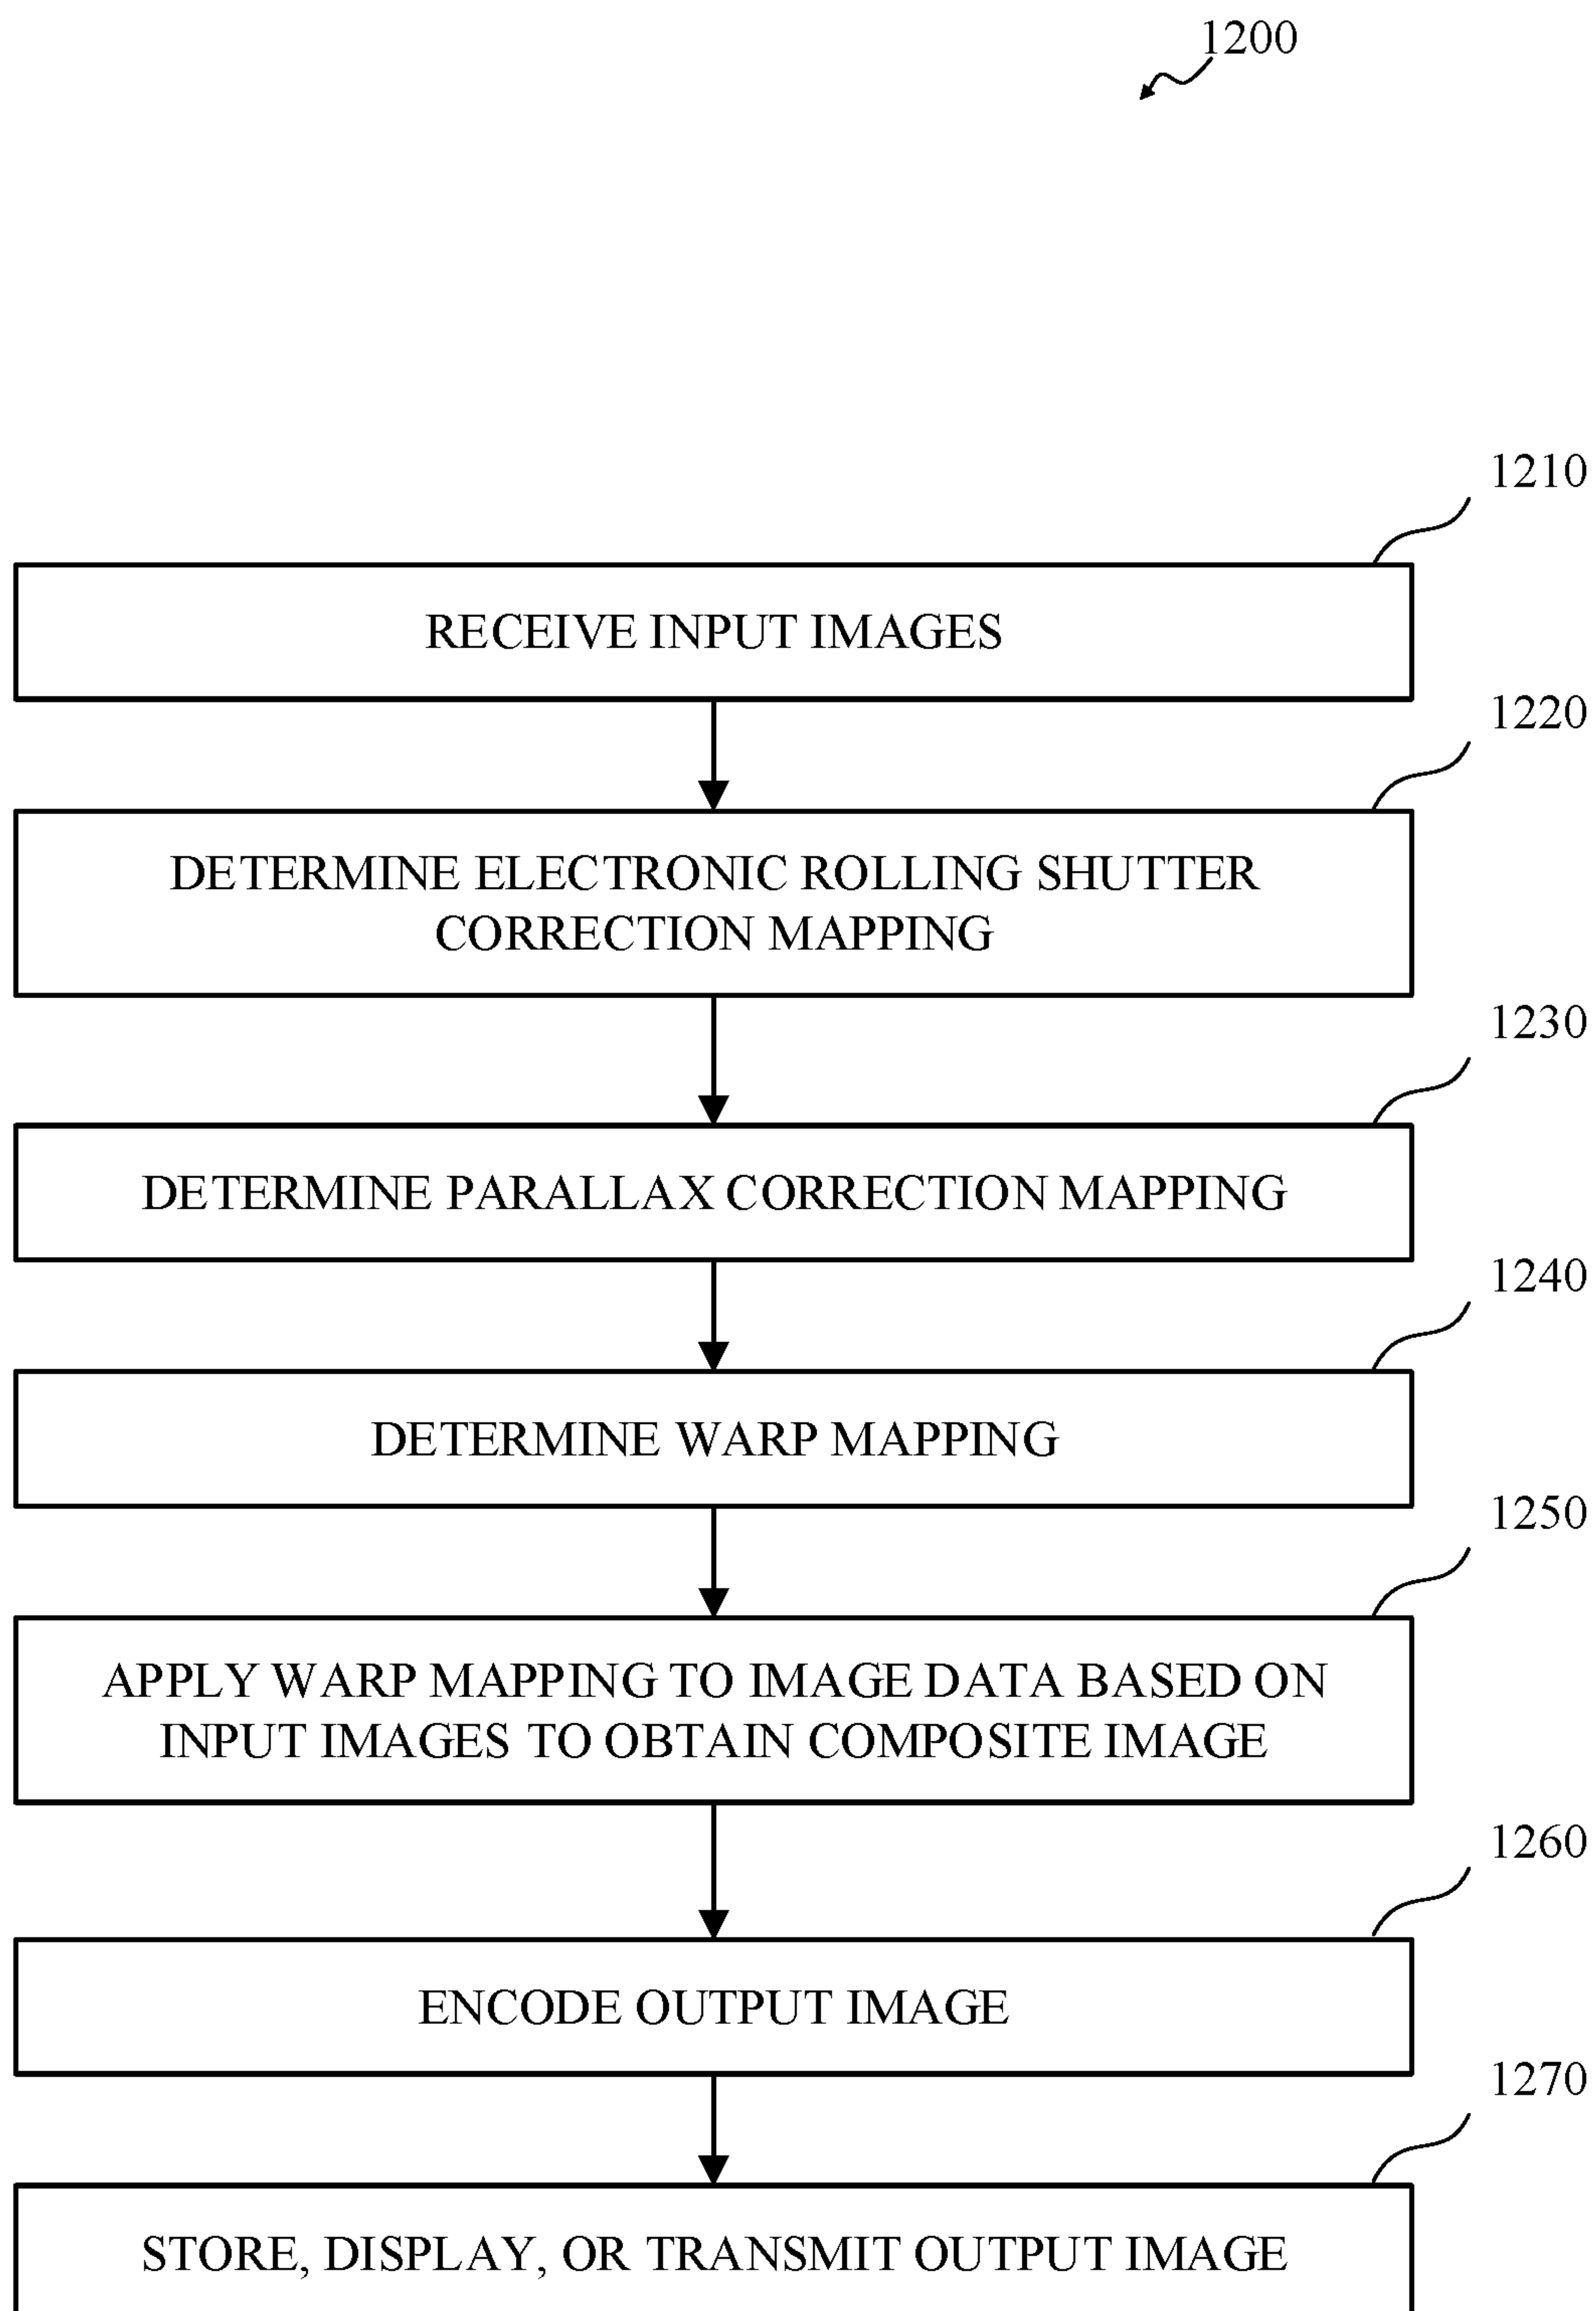 1200
1210
RECEIVE INPUT IMAGES
1220
DETERMINE ELECTRONIC ROLLING SHUTTER
CORRECTION MAPPING
1230
DETERMINE PARALLAX CORRECTION MAPPING
1240
DETERMINE WARP MAPPING
1250
APPLY WARP MAPPING TO IMAGE DATA BASED ON
INPUT IMAGES TO OBTAIN COMPOSITE IMAGE
1260
ENCODE OUTPUT IMAGE
1270
STORE, DISPLAY, OR TRANSMIT OUTPUT IMAGE